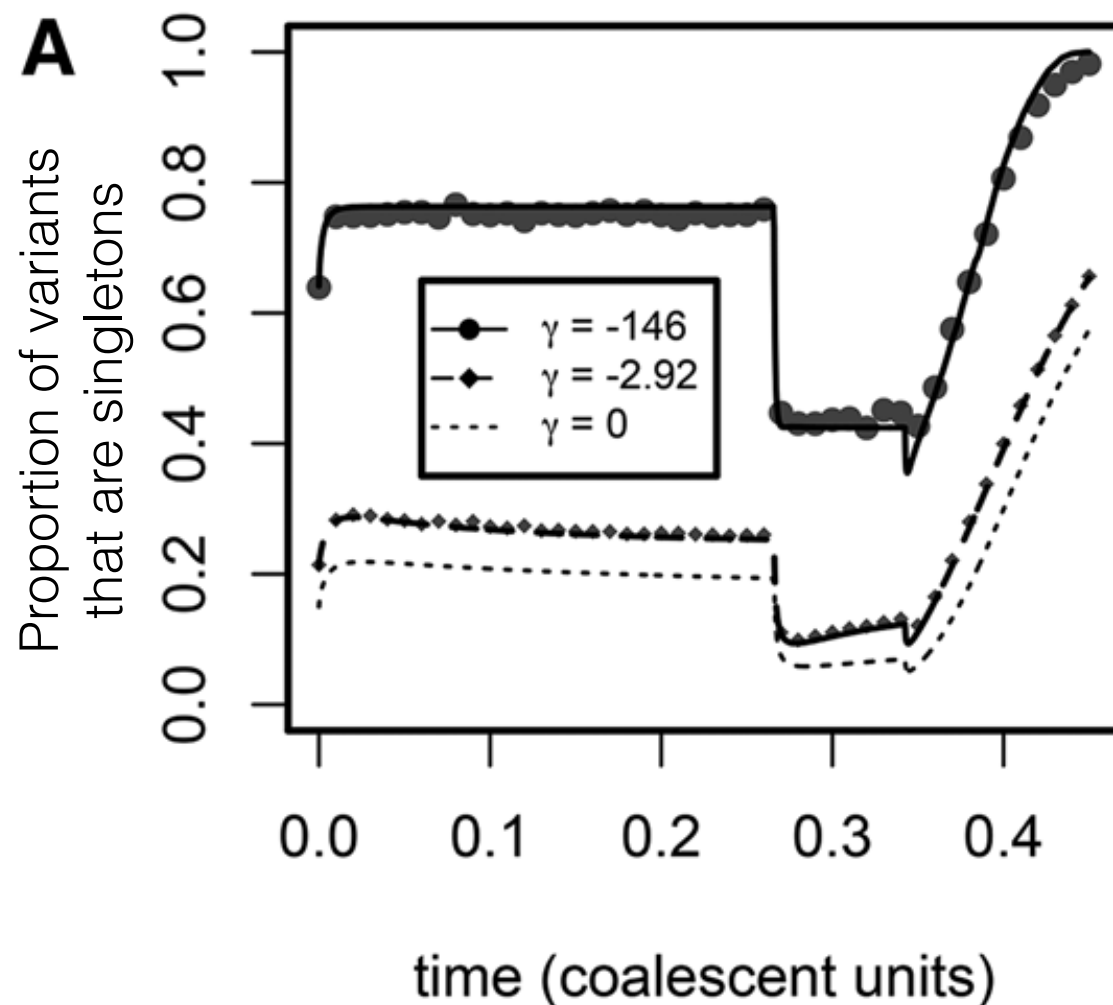 A
Proportion of variants
that are singletons
1.0
0.8
0.6
0.4
0.2
0.0
γ = -146
γ = -2.92
γ = 0
0.0 0.1 0.2 0.3 0.4
time (coalescent units)